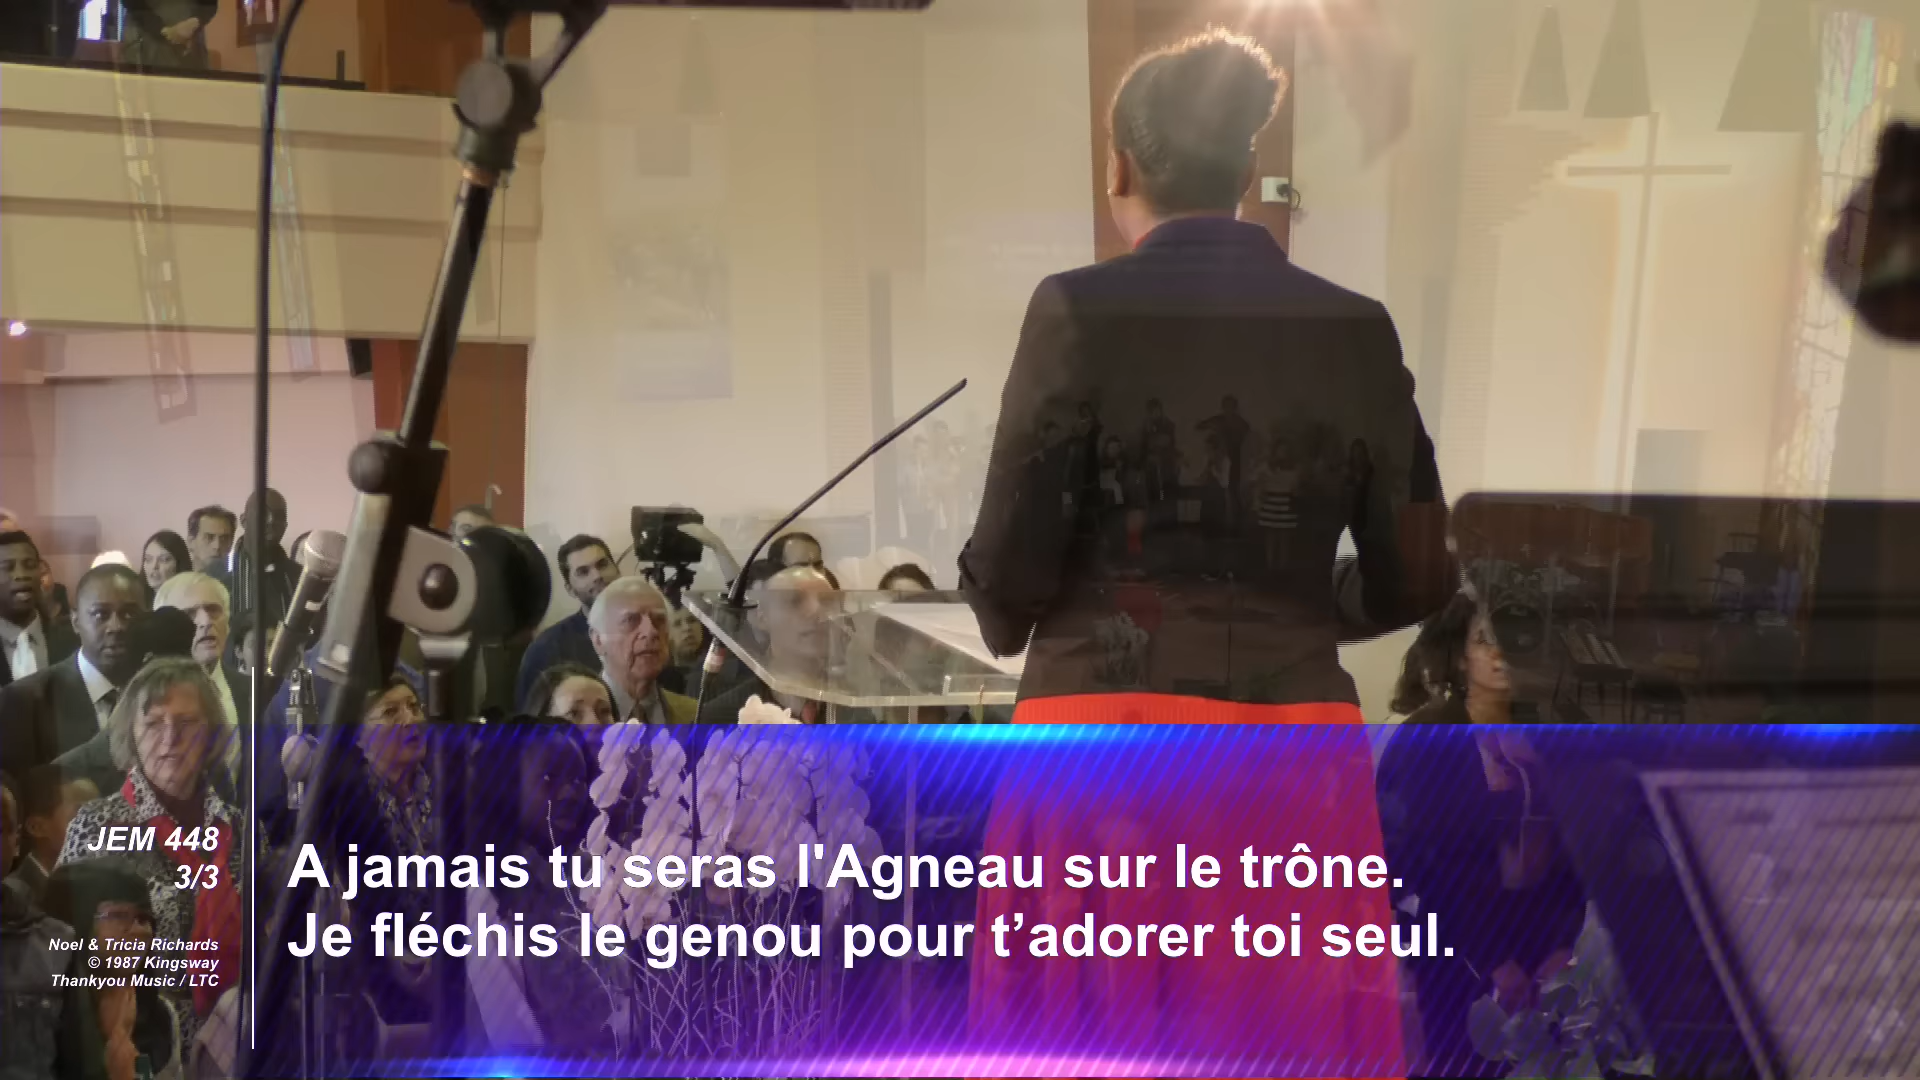 JEM 448
3/3
Noel & Tricia Richards
© 1987 Kingsway
Thankyou Music / LTC
A jamais tu seras l'Agneau sur le trône.
Je fléchis le genou pour t’adorer toi seul.